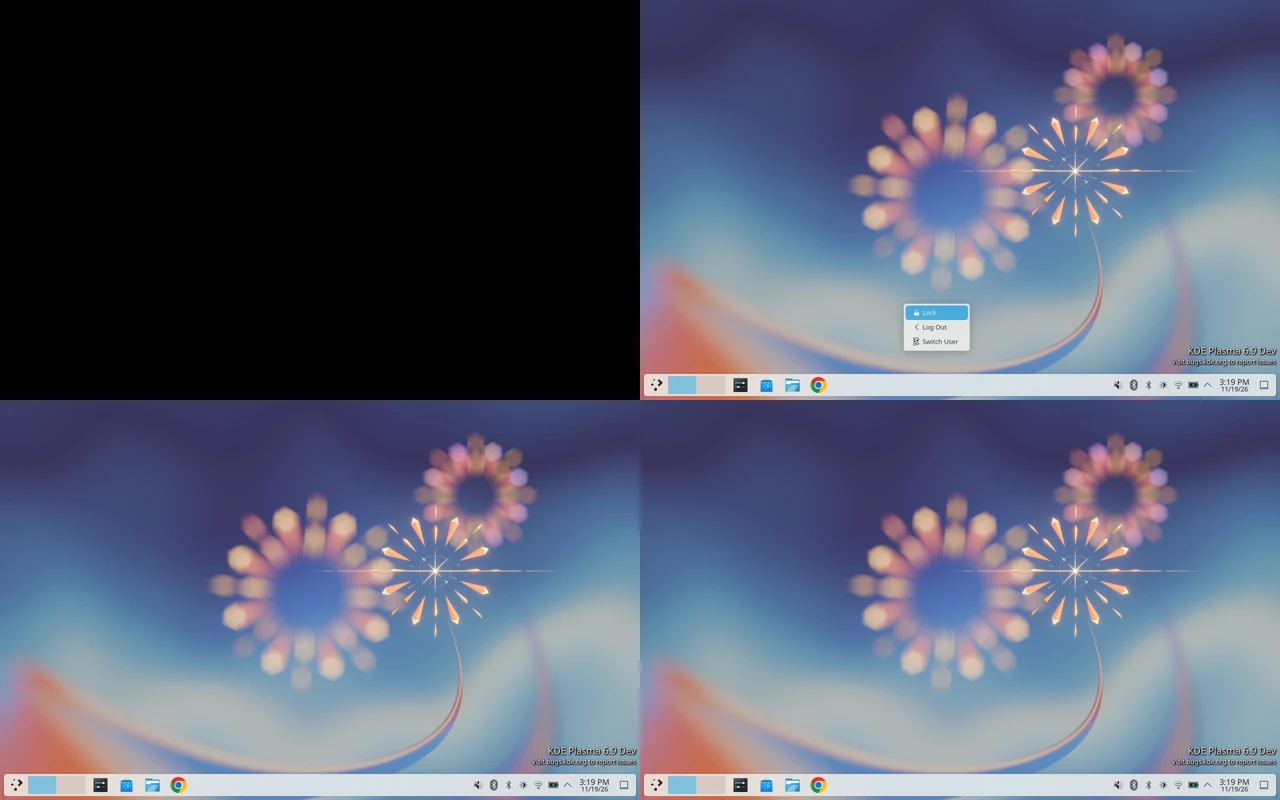 Lock
Log Out
Switch User
KDE Plasma 6.9 Dev
Visit bugs.kde.org to report issues
3:19 PM
11/19/26
KDE Plasma 6.9 Dev
Visit bugs.kde.org to report issues
3:19 PM
11/19/26
KDE Plasma 6.9 Dev
Visit bugs.kde.org to report issues
3:19 PM
11/19/26